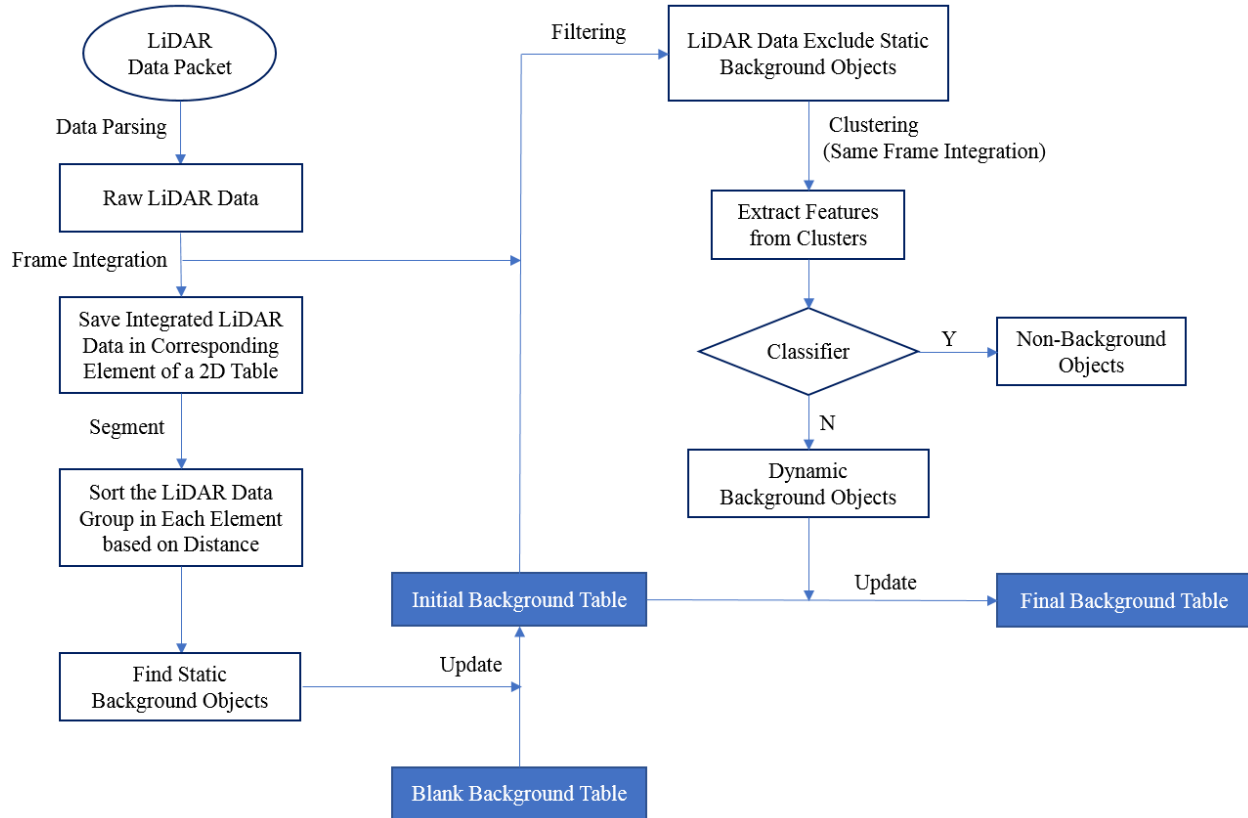 LiDAR
Data Packet
Data Parsing
Raw LiDAR Data
Frame Integration
Save Integrated LiDAR
Data in Corresponding
Element of a 2D Table
Segment
Sort the LiDAR Data
Group in Each Element
based on Distance
Find Static
Background Objects
Update
Blank Background Table
Initial Background Table
Filtering
LiDAR Data Exclude Static
Background Objects
Clustering
(Same Frame Integration)
Extract Features
from Clusters
Classifier
Y
Non-Background
Objects
N
Dynamic
Background Objects
Update
Final Background Table